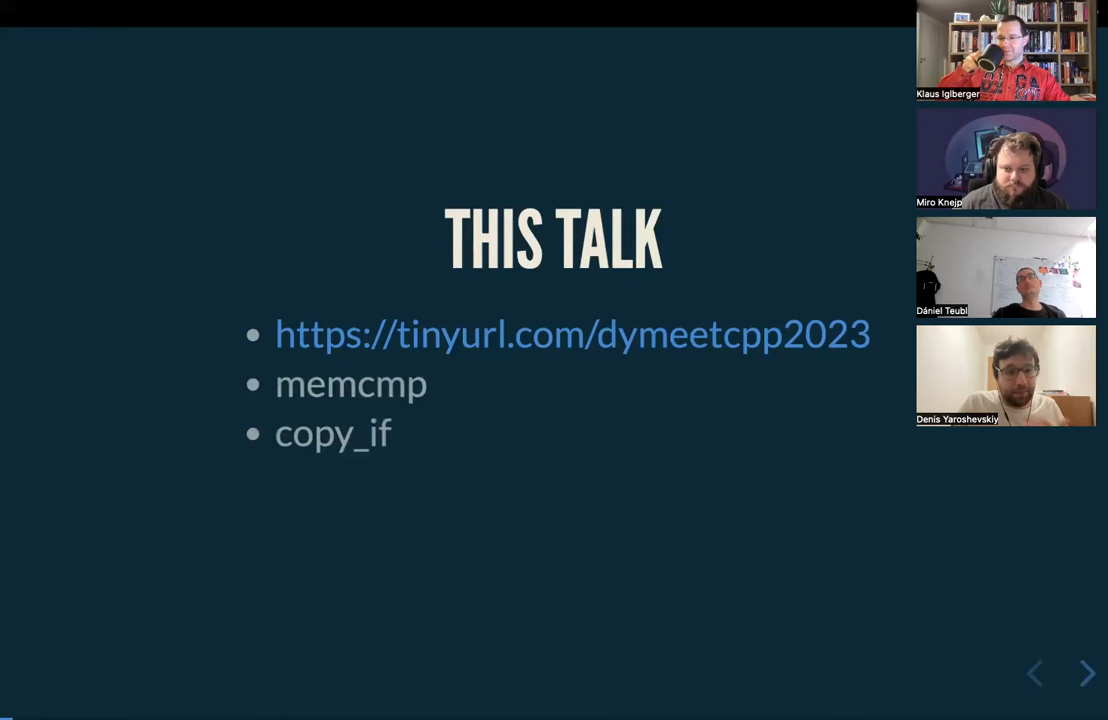 THIS TALK
https://tinyurl.com/dymeetcpp2023
memcmp
copy_if
Klaus Iglberger
Miro Knejp
Dániel Teubl
Denis Yaroshevskiy